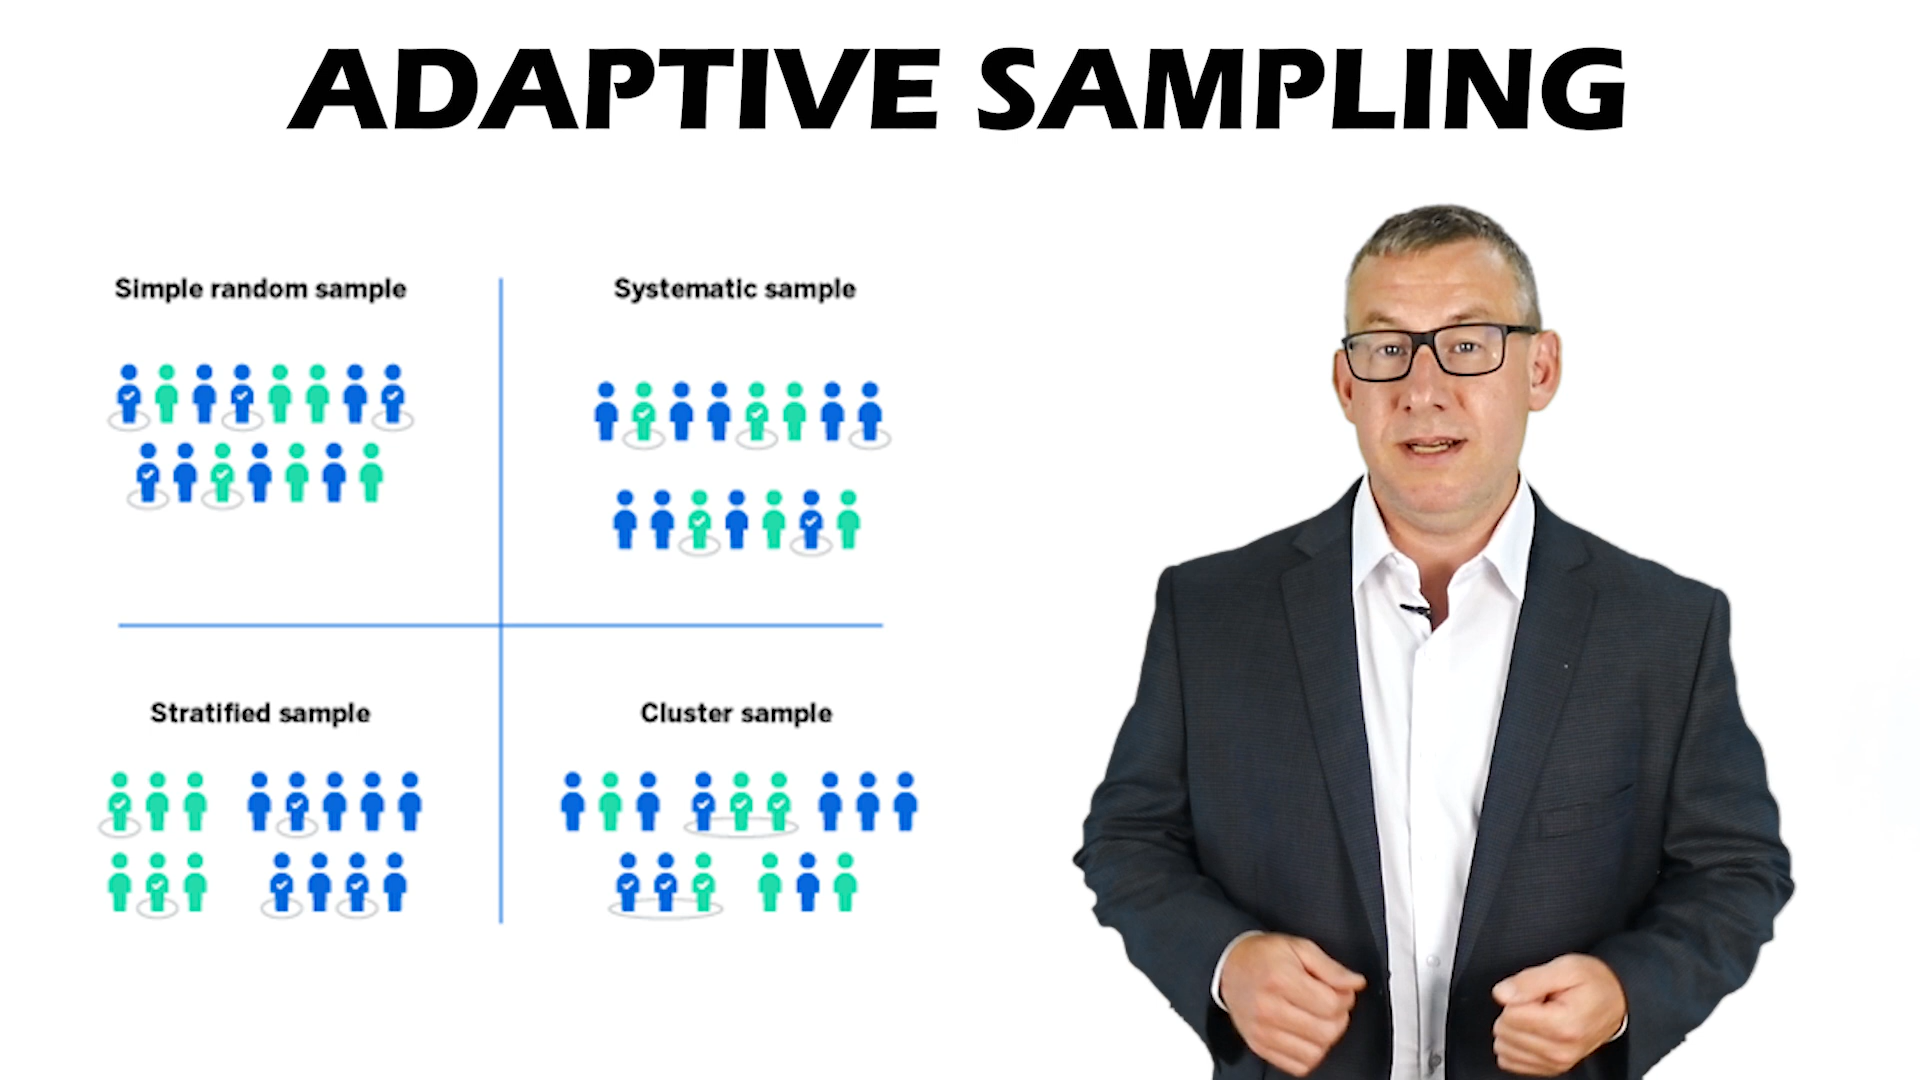 ADAPTIVE SAMPLING
Simple random sample
Systematic sample
Stratified sample
Cluster sample